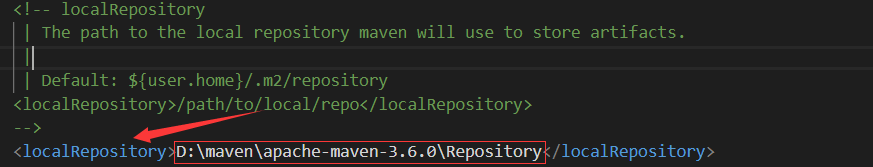 <!-- localRepository
| The path to the local repository maven will use to store artifacts.
|
| Default: ${user.home}/.m2/repository
<localRepository>/path/to/local/repo</localRepository>
-->
<localRepository>D:\maven\apache-maven-3.6.0\Repository</localRepository>